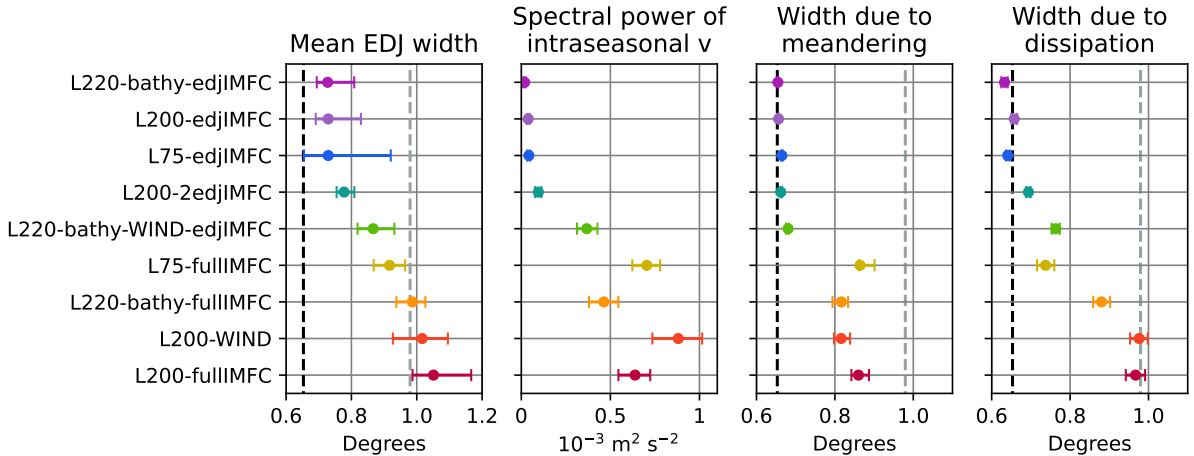 Mean EDJ width
Spectral power of
intraseasonal v
Width due to
meandering
Width due to
dissipation
L220-bathy-edjIMFC
L200-edjIMFC
L75-edjIMFC
L200-2edjIMFC
L220-bathy-WIND-edjIMFC
L75-fullIMFC
L220-bathy-fullIMFC
L200-WIND
L200-fullIMFC
0.6 0.8 1.0 1.2
Degrees
0 0.5 1
10⁻³ m² s⁻²
0.6 0.8 1.0
Degrees
0.6 0.8 1.0
Degrees